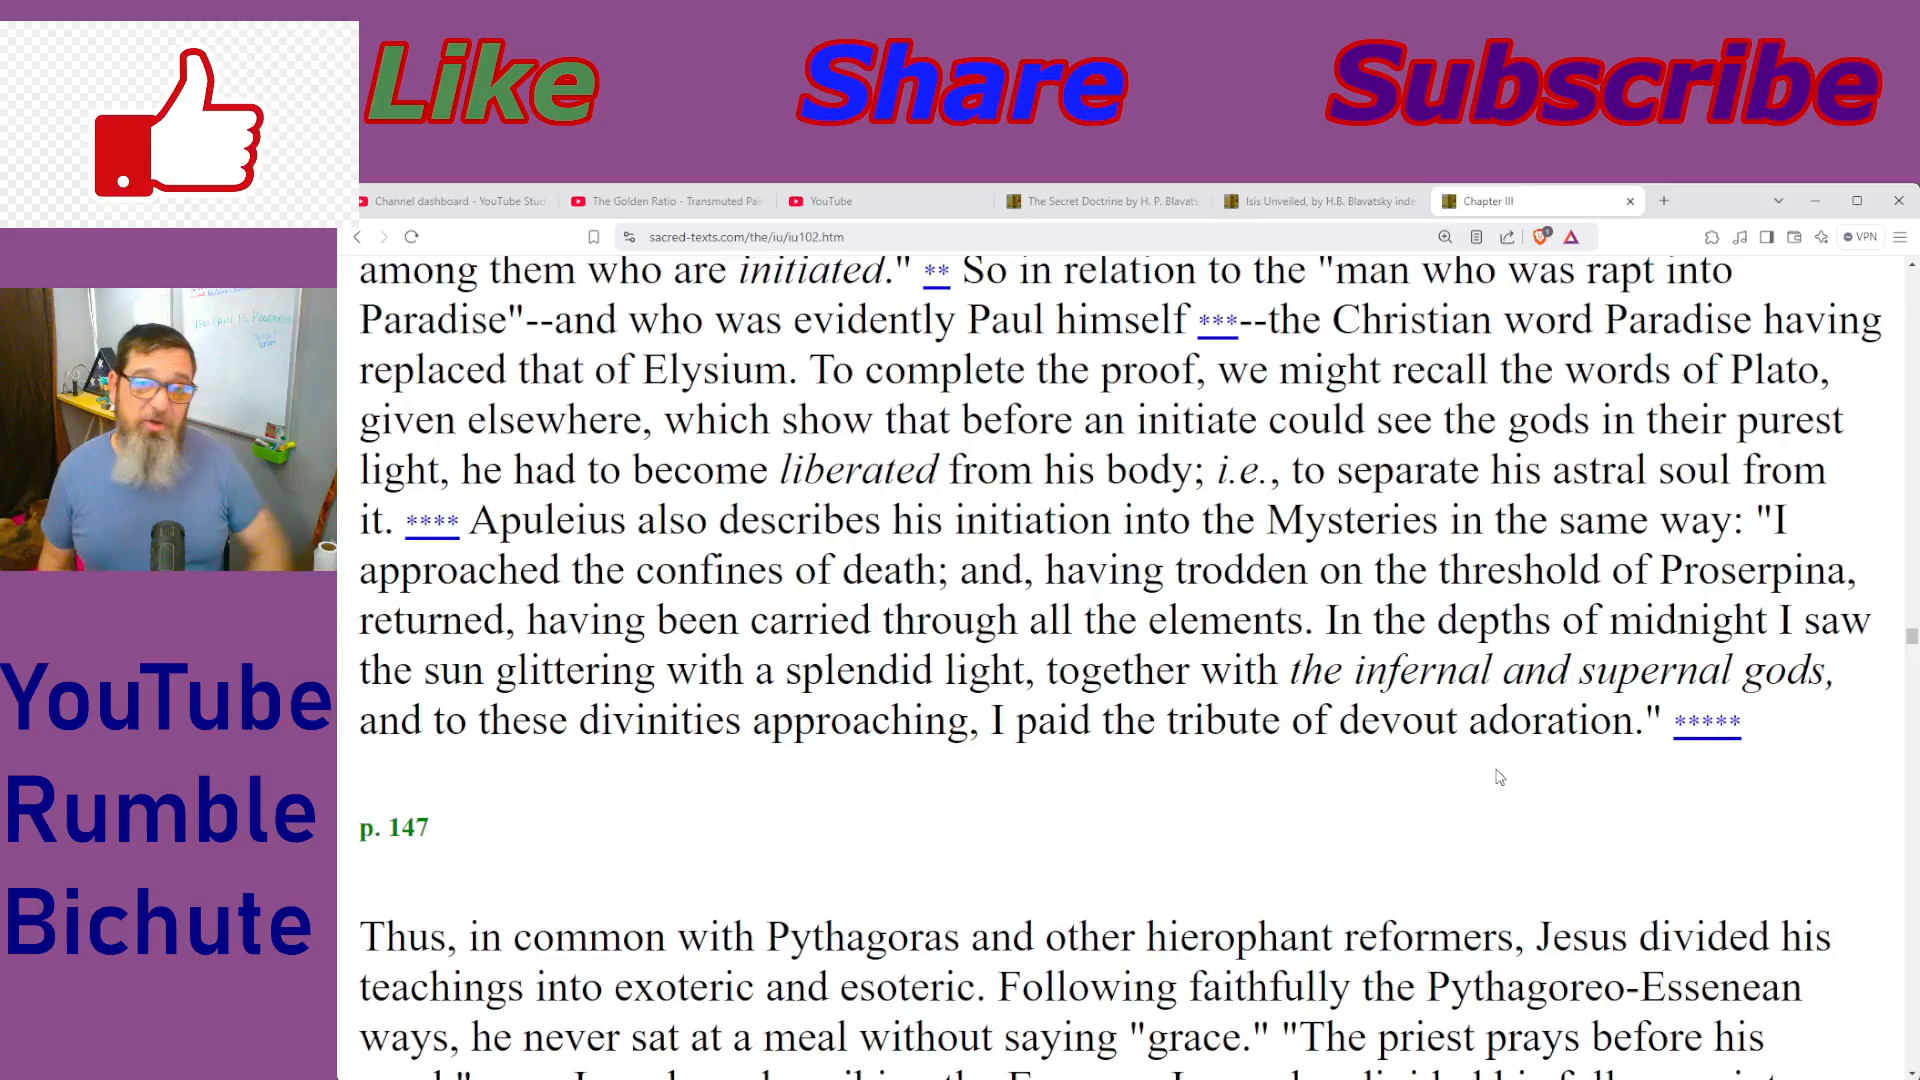 Like Share Subscribe
Channel dashboard - YouTube Stud
The Golden Ratio - Transmuted Pai
YouTube
The Secret Doctrine by H. P. Blavats
Isis Unveiled, by H.B. Blavatsky inde
Chapter III
sacred-texts.com/the/iu/iu102.htm
1
VPN
among them who are initiated." ** So in relation to the "man who was rapt into
Paradise"--and who was evidently Paul himself ***--the Christian word Paradise having
replaced that of Elysium. To complete the proof, we might recall the words of Plato,
given elsewhere, which show that before an initiate could see the gods in their purest
light, he had to become liberated from his body; i.e., to separate his astral soul from
it. **** Apuleius also describes his initiation into the Mysteries in the same way: "I
approached the confines of death; and, having trodden on the threshold of Proserpina,
returned, having been carried through all the elements. In the depths of midnight I saw
the sun glittering with a splendid light, together with the infernal and supernal gods,
and to these divinities approaching, I paid the tribute of devout adoration." *****
p. 147
Thus, in common with Pythagoras and other hierophant reformers, Jesus divided his
teachings into exoteric and esoteric. Following faithfully the Pythagoreo-Essenean
ways, he never sat at a meal without saying "grace." "The priest prays before his
YouTube
Rumble
Bichute